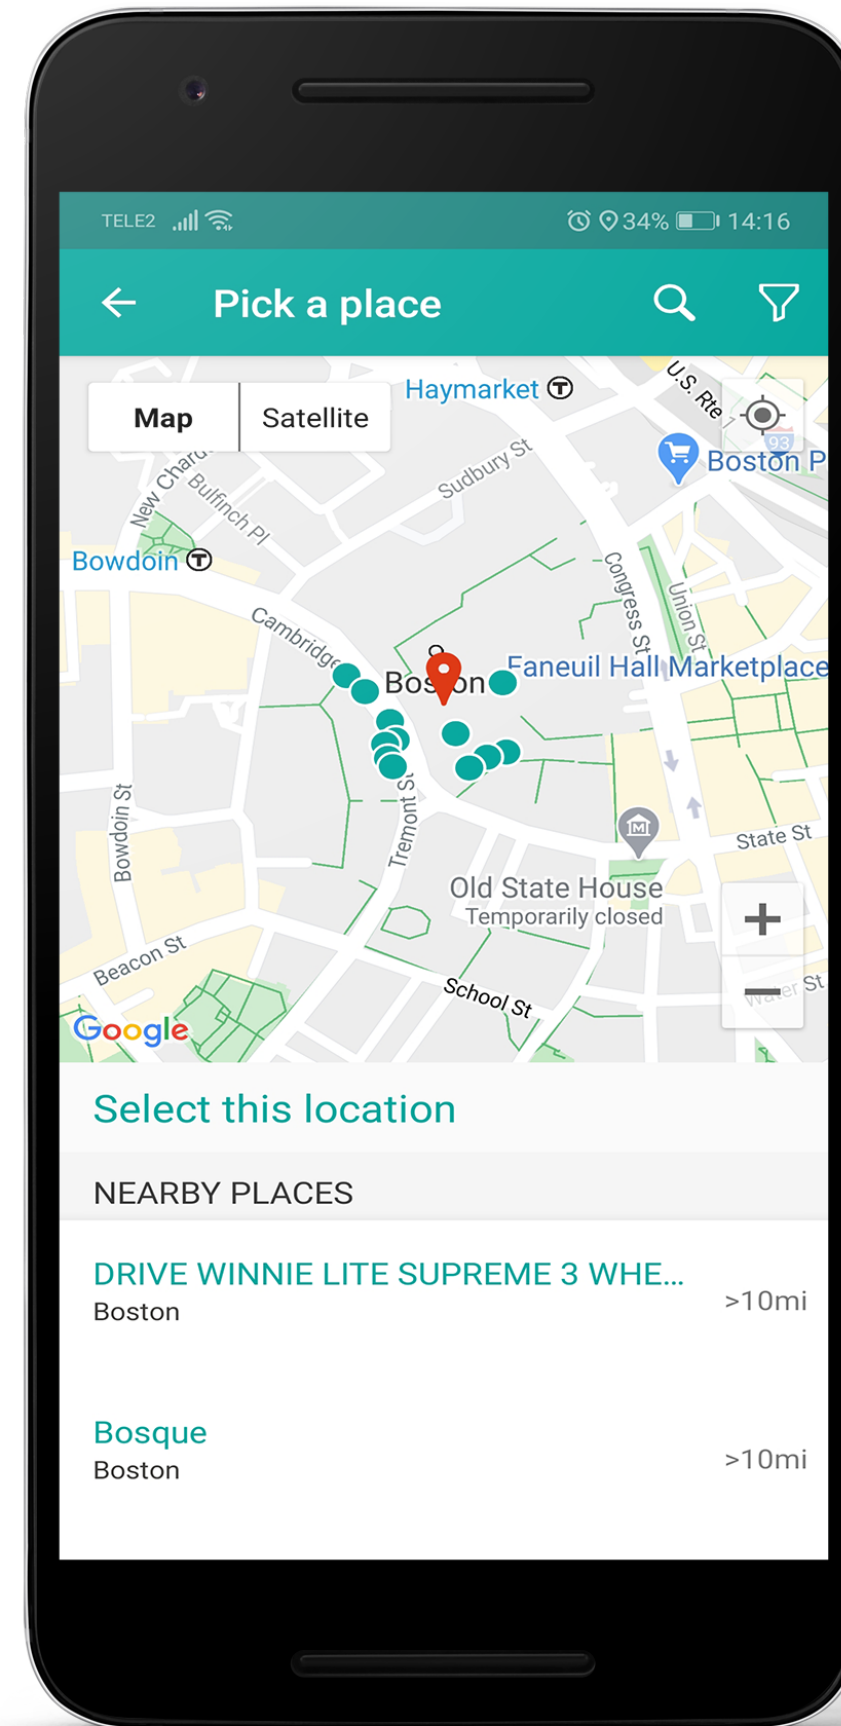 TELE2
34%
14:16
Pick a place
Map
Satellite
Haymarket T
U.S. Rte 1
93
Boston P
New Chard
Bulfinch Pl
Sudbury St
Bowdoin T
Congress St
Union St
Cambridge
Boston
Faneuil Hall Marketplace
Bowdoin St
Tremont St
State St
Old State House
Temporarily closed
+
−
Beacon St
School St
Water St
Google
Select this location
NEARBY PLACES
DRIVE WINNIE LITE SUPREME 3 WHE...
>10mi
Boston
Bosque
>10mi
Boston